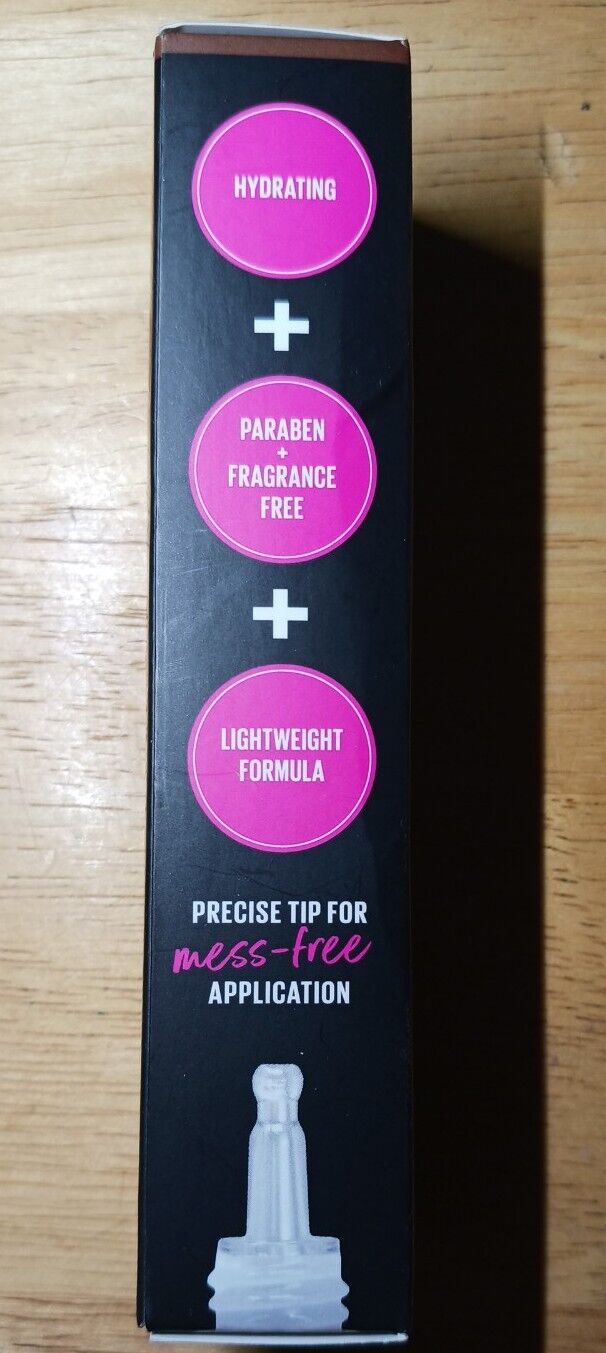 HYDRATING
+
PARABEN
+
FRAGRANCE
FREE
+
LIGHTWEIGHT
FORMULA
PRECISE TIP FOR
mess-free
APPLICATION